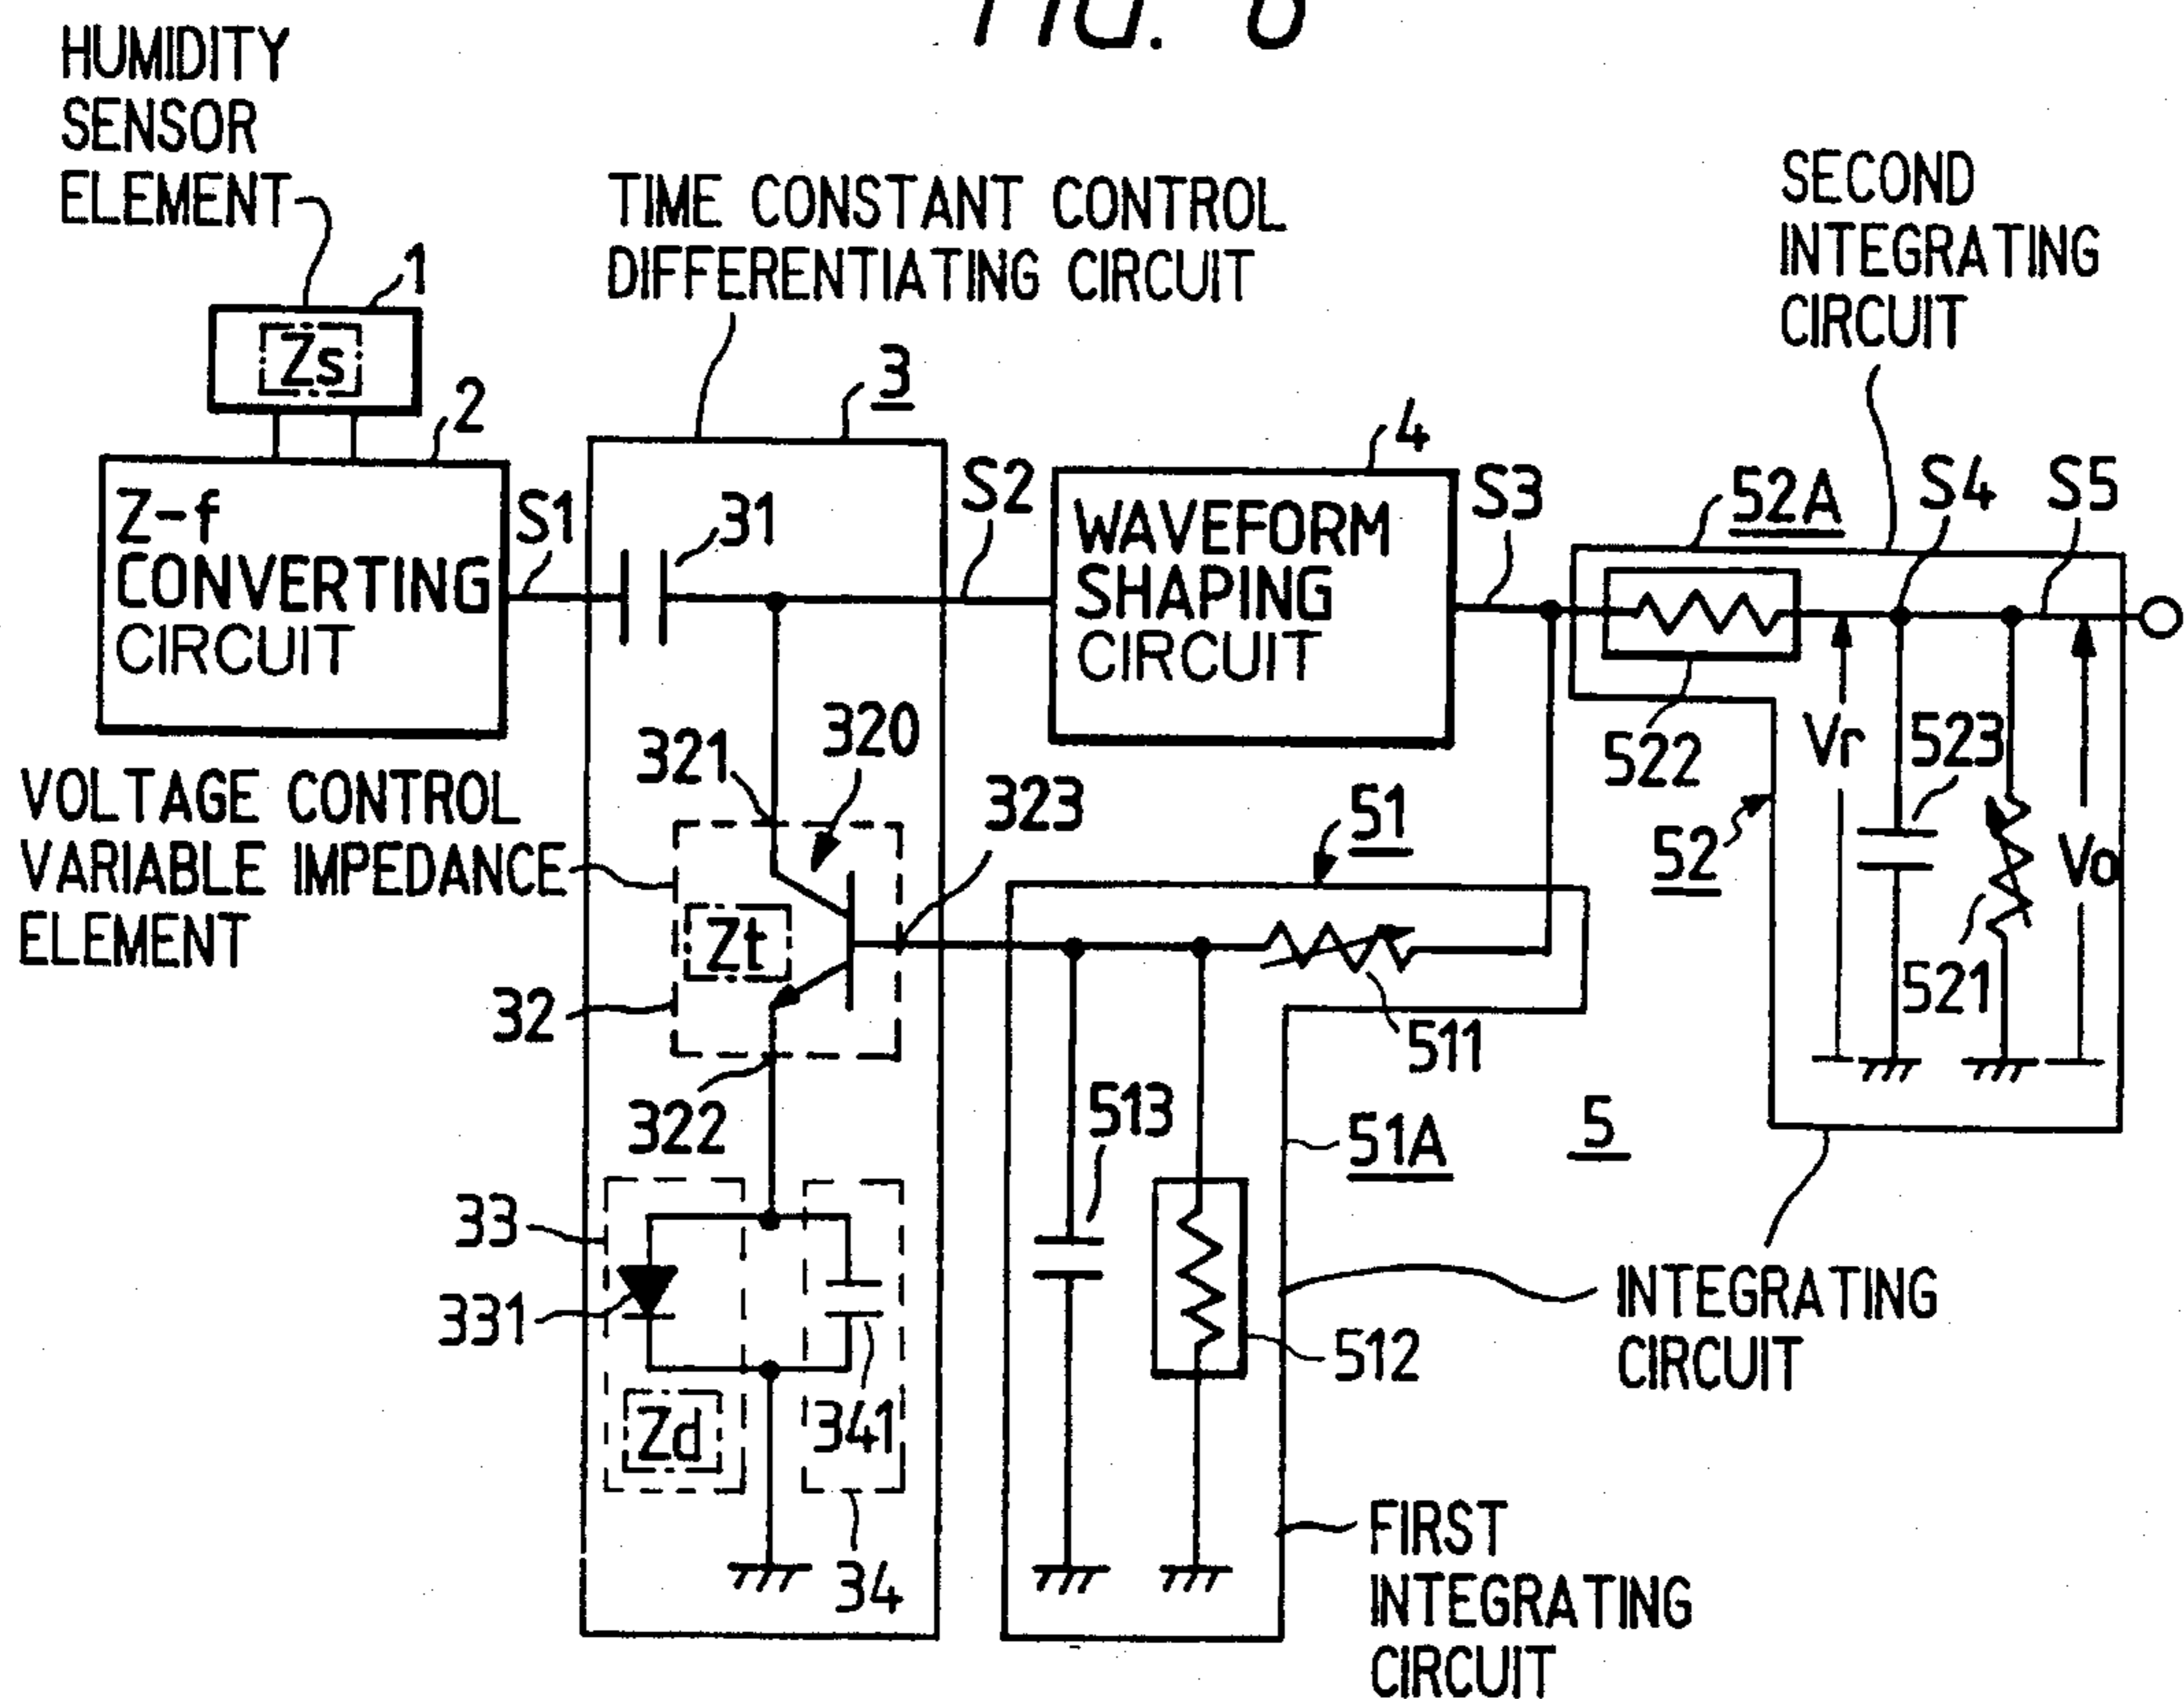 FIG. 6
HUMIDITY
SENSOR
ELEMENT
1
Zs
2
Z-f
CONVERTING
CIRCUIT
S1
TIME CONSTANT CONTROL
DIFFERENTIATING CIRCUIT
3
31
S2
4
WAVEFORM
SHAPING
CIRCUIT
S3
SECOND
INTEGRATING
CIRCUIT
52A
S4
S5
522
Vr
523
52
521
Vo
321
320
323
VOLTAGE CONTROL
VARIABLE IMPEDANCE
ELEMENT
Zt
32
322
51
511
513
51A
5
33
331
Zd
341
34
512
INTEGRATING
CIRCUIT
FIRST
INTEGRATING
CIRCUIT